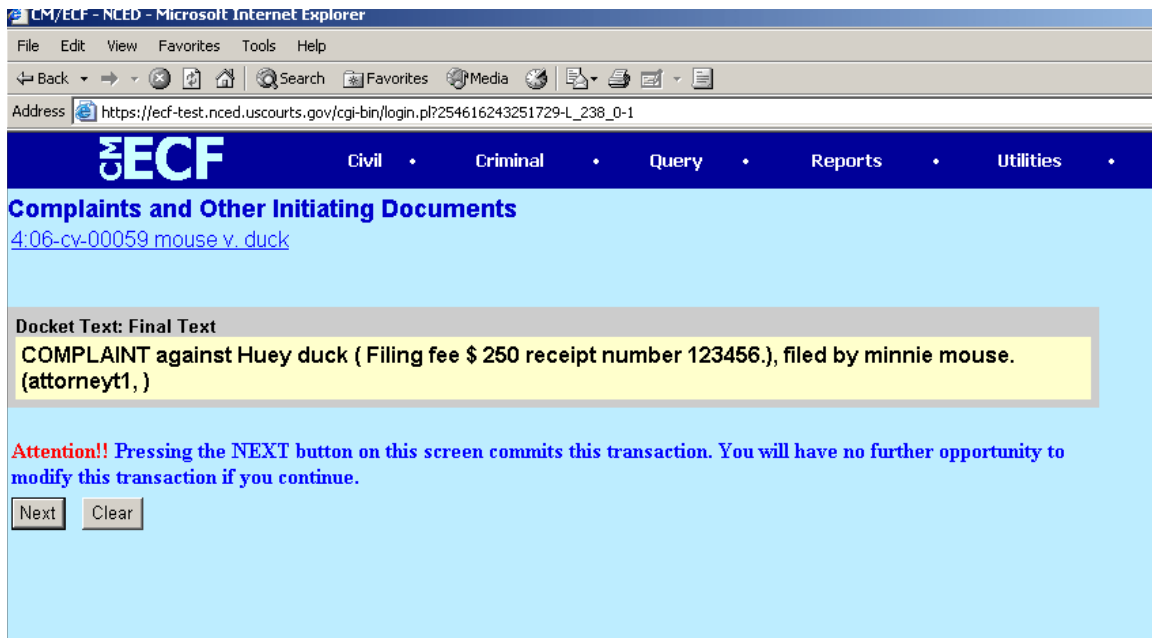 CM/ECF - NCED - Microsoft Internet Explorer
File Edit View Favorites Tools Help
Back Search Favorites Media
Address https://ecf-test.nced.uscourts.gov/cgi-bin/login.pl?254616243251729-L_238_0-1
CM ECF Civil • Criminal • Query • Reports • Utilities •
Complaints and Other Initiating Documents
4:06-cv-00059 mouse v. duck
Docket Text: Final Text
COMPLAINT against Huey duck ( Filing fee $ 250 receipt number 123456.), filed by minnie mouse.
(attorneyt1, )
Attention!! Pressing the NEXT button on this screen commits this transaction. You will have no further opportunity to
modify this transaction if you continue.
Next Clear